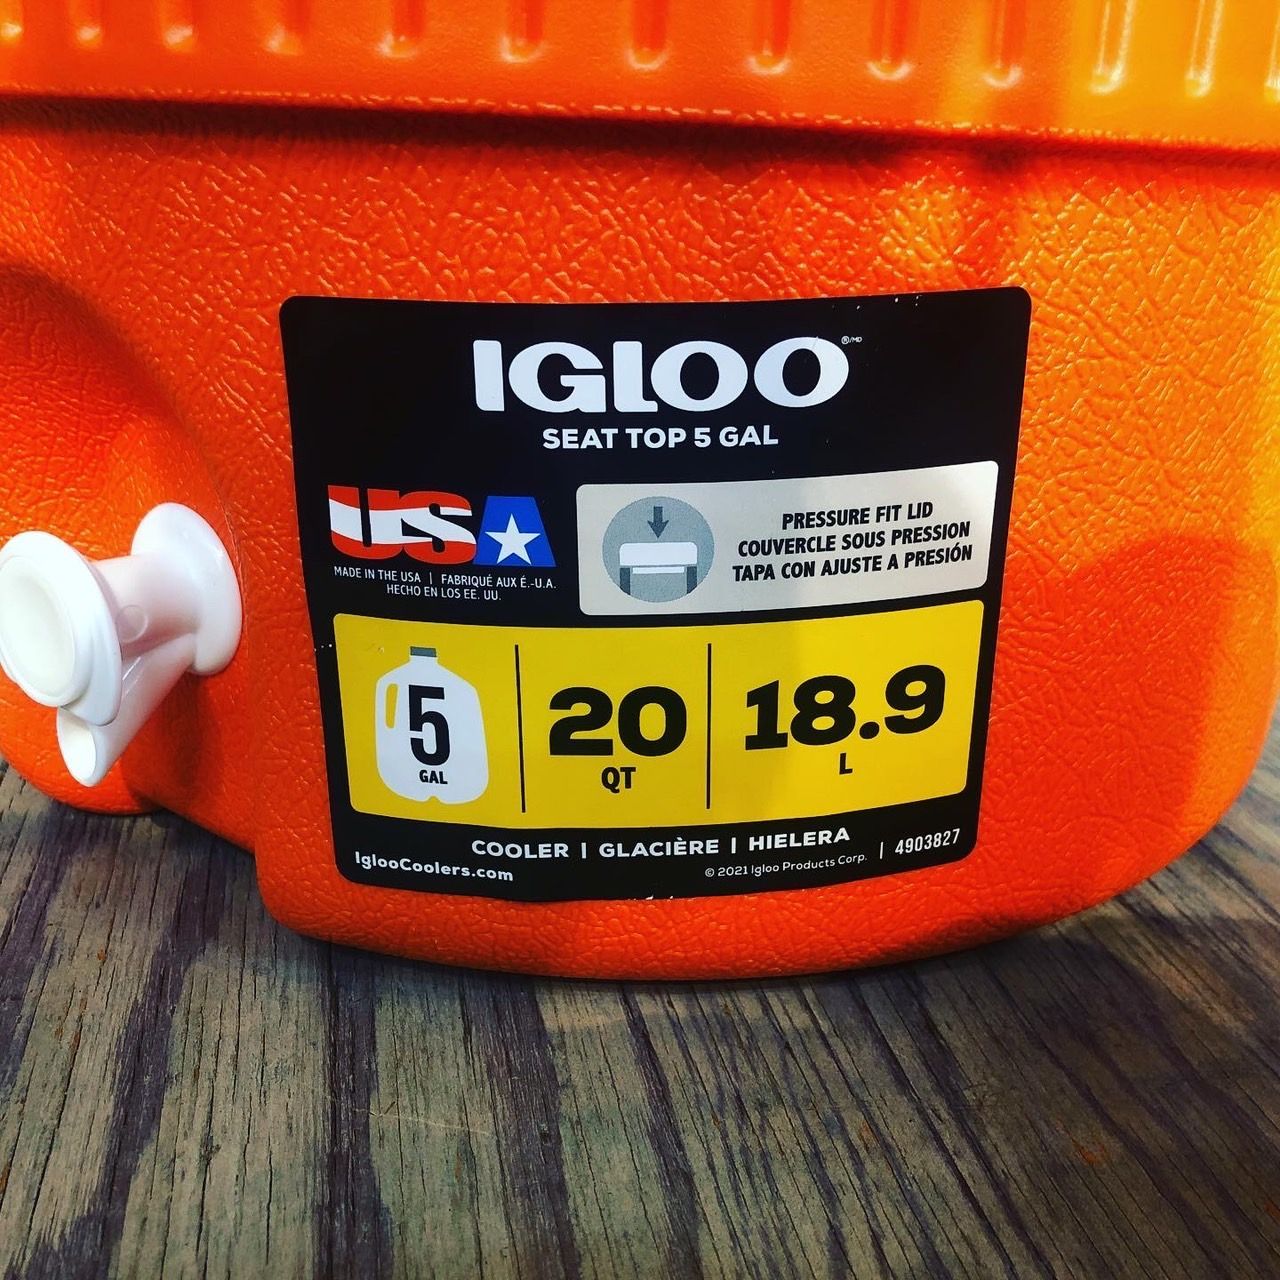 IGLOO ®/MD
SEAT TOP 5 GAL
USA
MADE IN THE USA | FABRIQUÉ AUX É.-U.A.
HECHO EN LOS EE. UU.
PRESSURE FIT LID
COUVERCLE SOUS PRESSION
TAPA CON AJUSTE A PRESIÓN
5
GAL
20
QT
18.9
L
COOLER | GLACIÈRE | HIELERA
IglooCoolers.com
© 2021 Igloo Products Corp. | 4903827